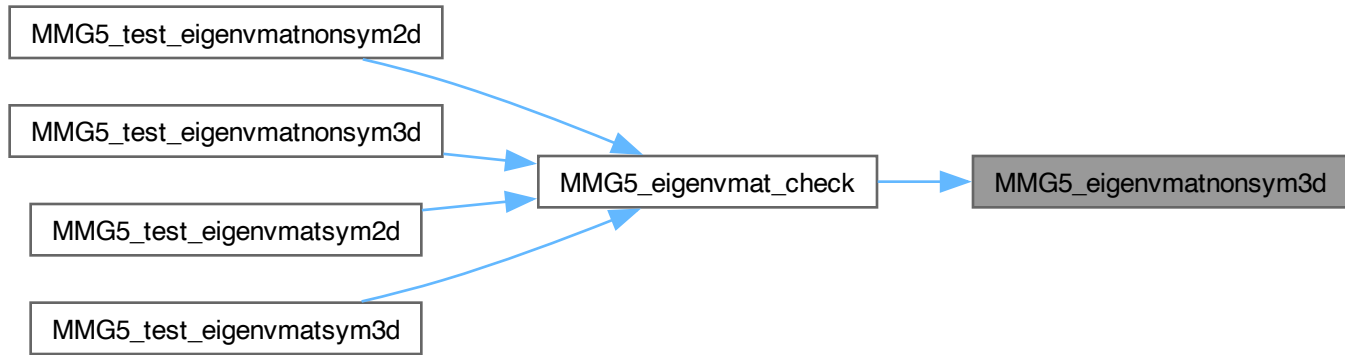 MMG5_test_eigenvmatnonsym2d
MMG5_test_eigenvmatnonsym3d
MMG5_test_eigenvmatsym2d
MMG5_test_eigenvmatsym3d
MMG5_eigenvmat_check
MMG5_eigenvmatnonsym3d